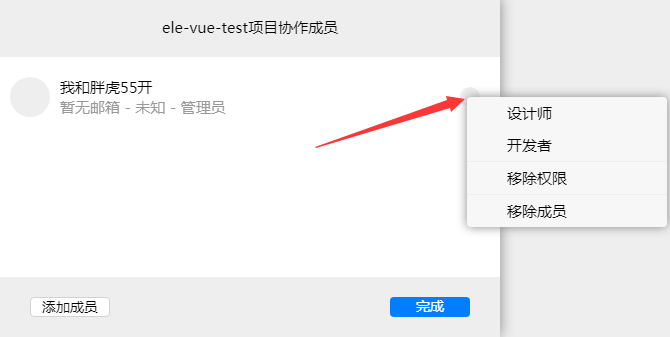 ele-vue-test项目协作成员
我和胖虎55开
暂无邮箱 - 未知 - 管理员
设计师
开发者
移除权限
移除成员
添加成员
完成